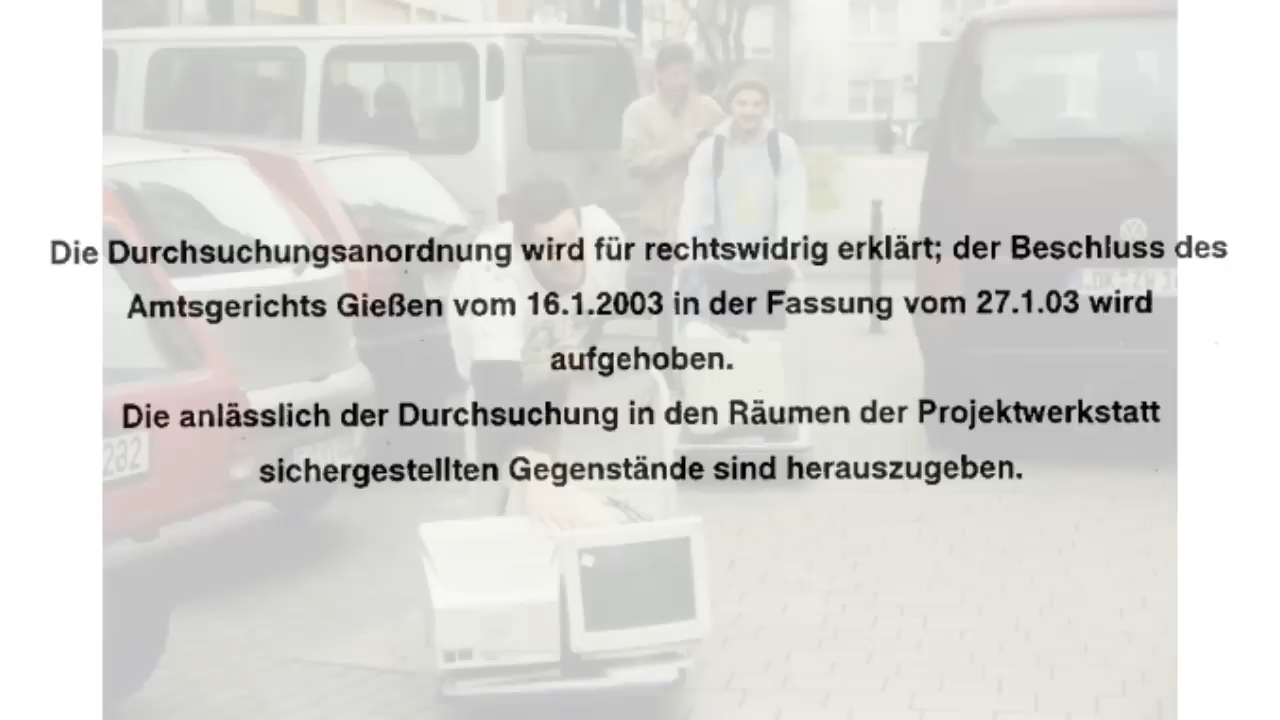 Die Durchsuchungsanordnung wird für rechtswidrig erklärt; der Beschluss des
Amtsgerichts Gießen vom 16.1.2003 in der Fassung vom 27.1.03 wird
aufgehoben.
Die anlässlich der Durchsuchung in den Räumen der Projektwerkstatt
sichergestellten Gegenstände sind herauszugeben.
282